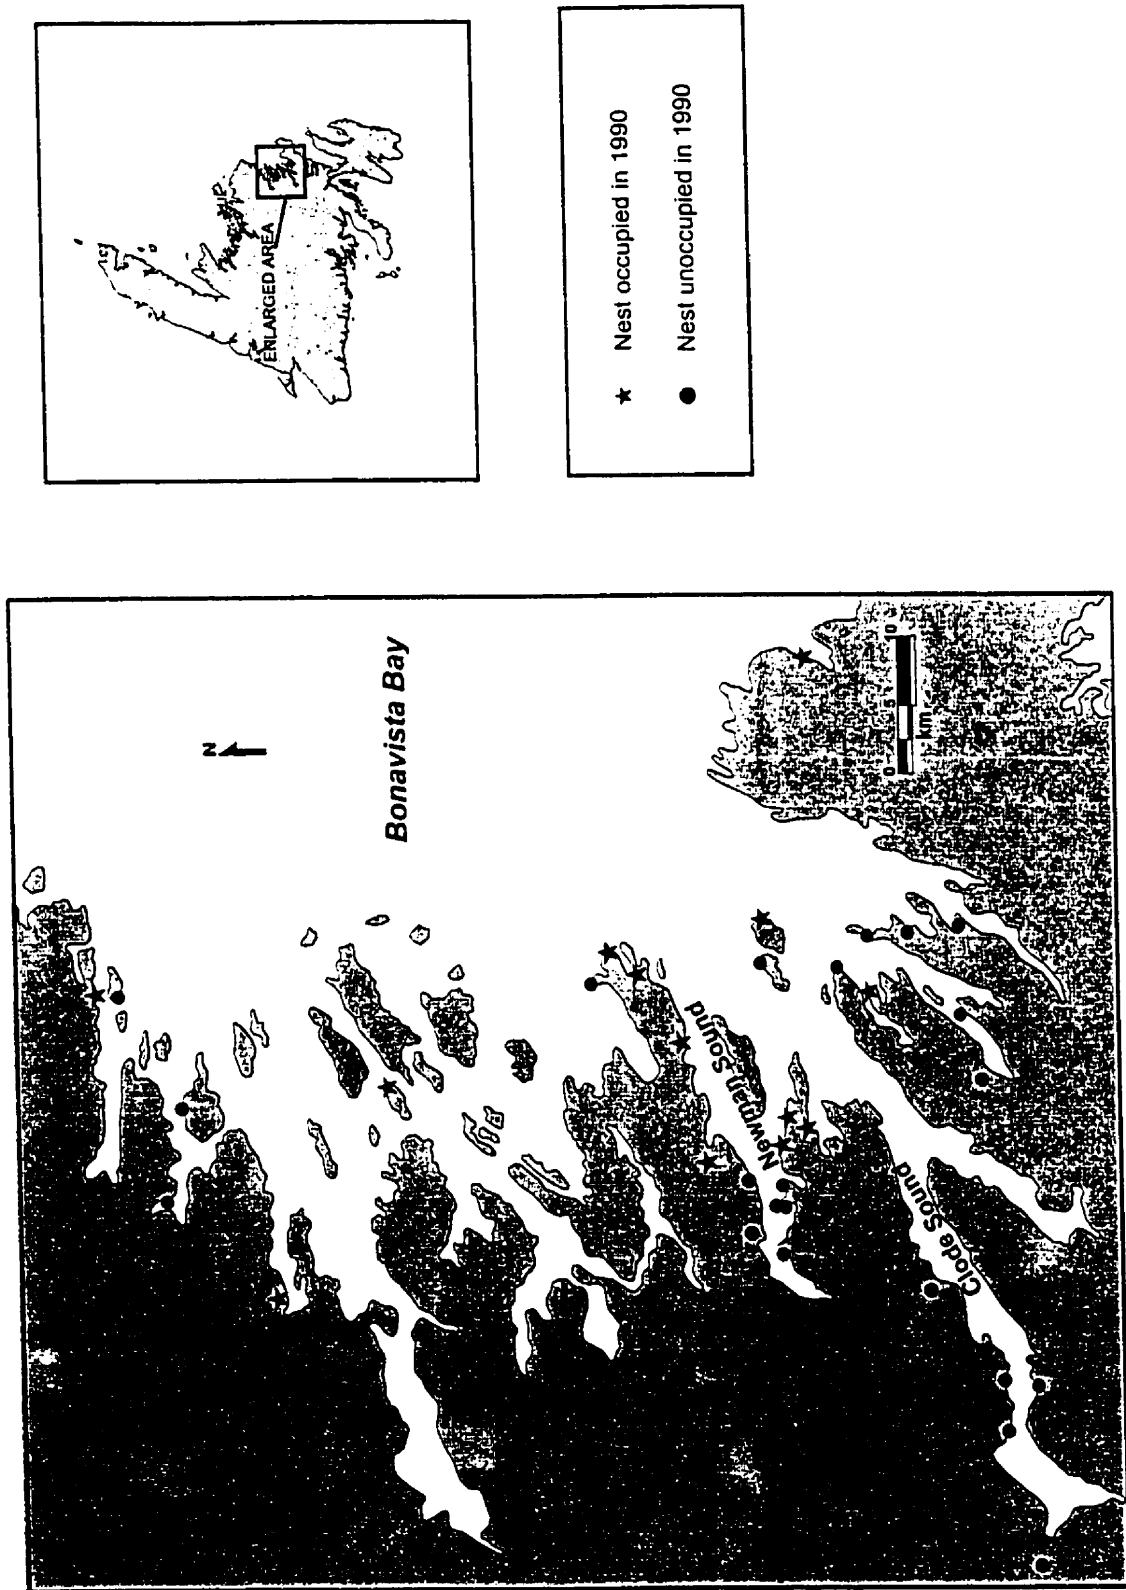 ENLARGED AREA
Nest occupied in 1990
Nest unoccupied in 1990
N
Bonavista Bay
Newman Sound
Clode Sound
0 5 10
km